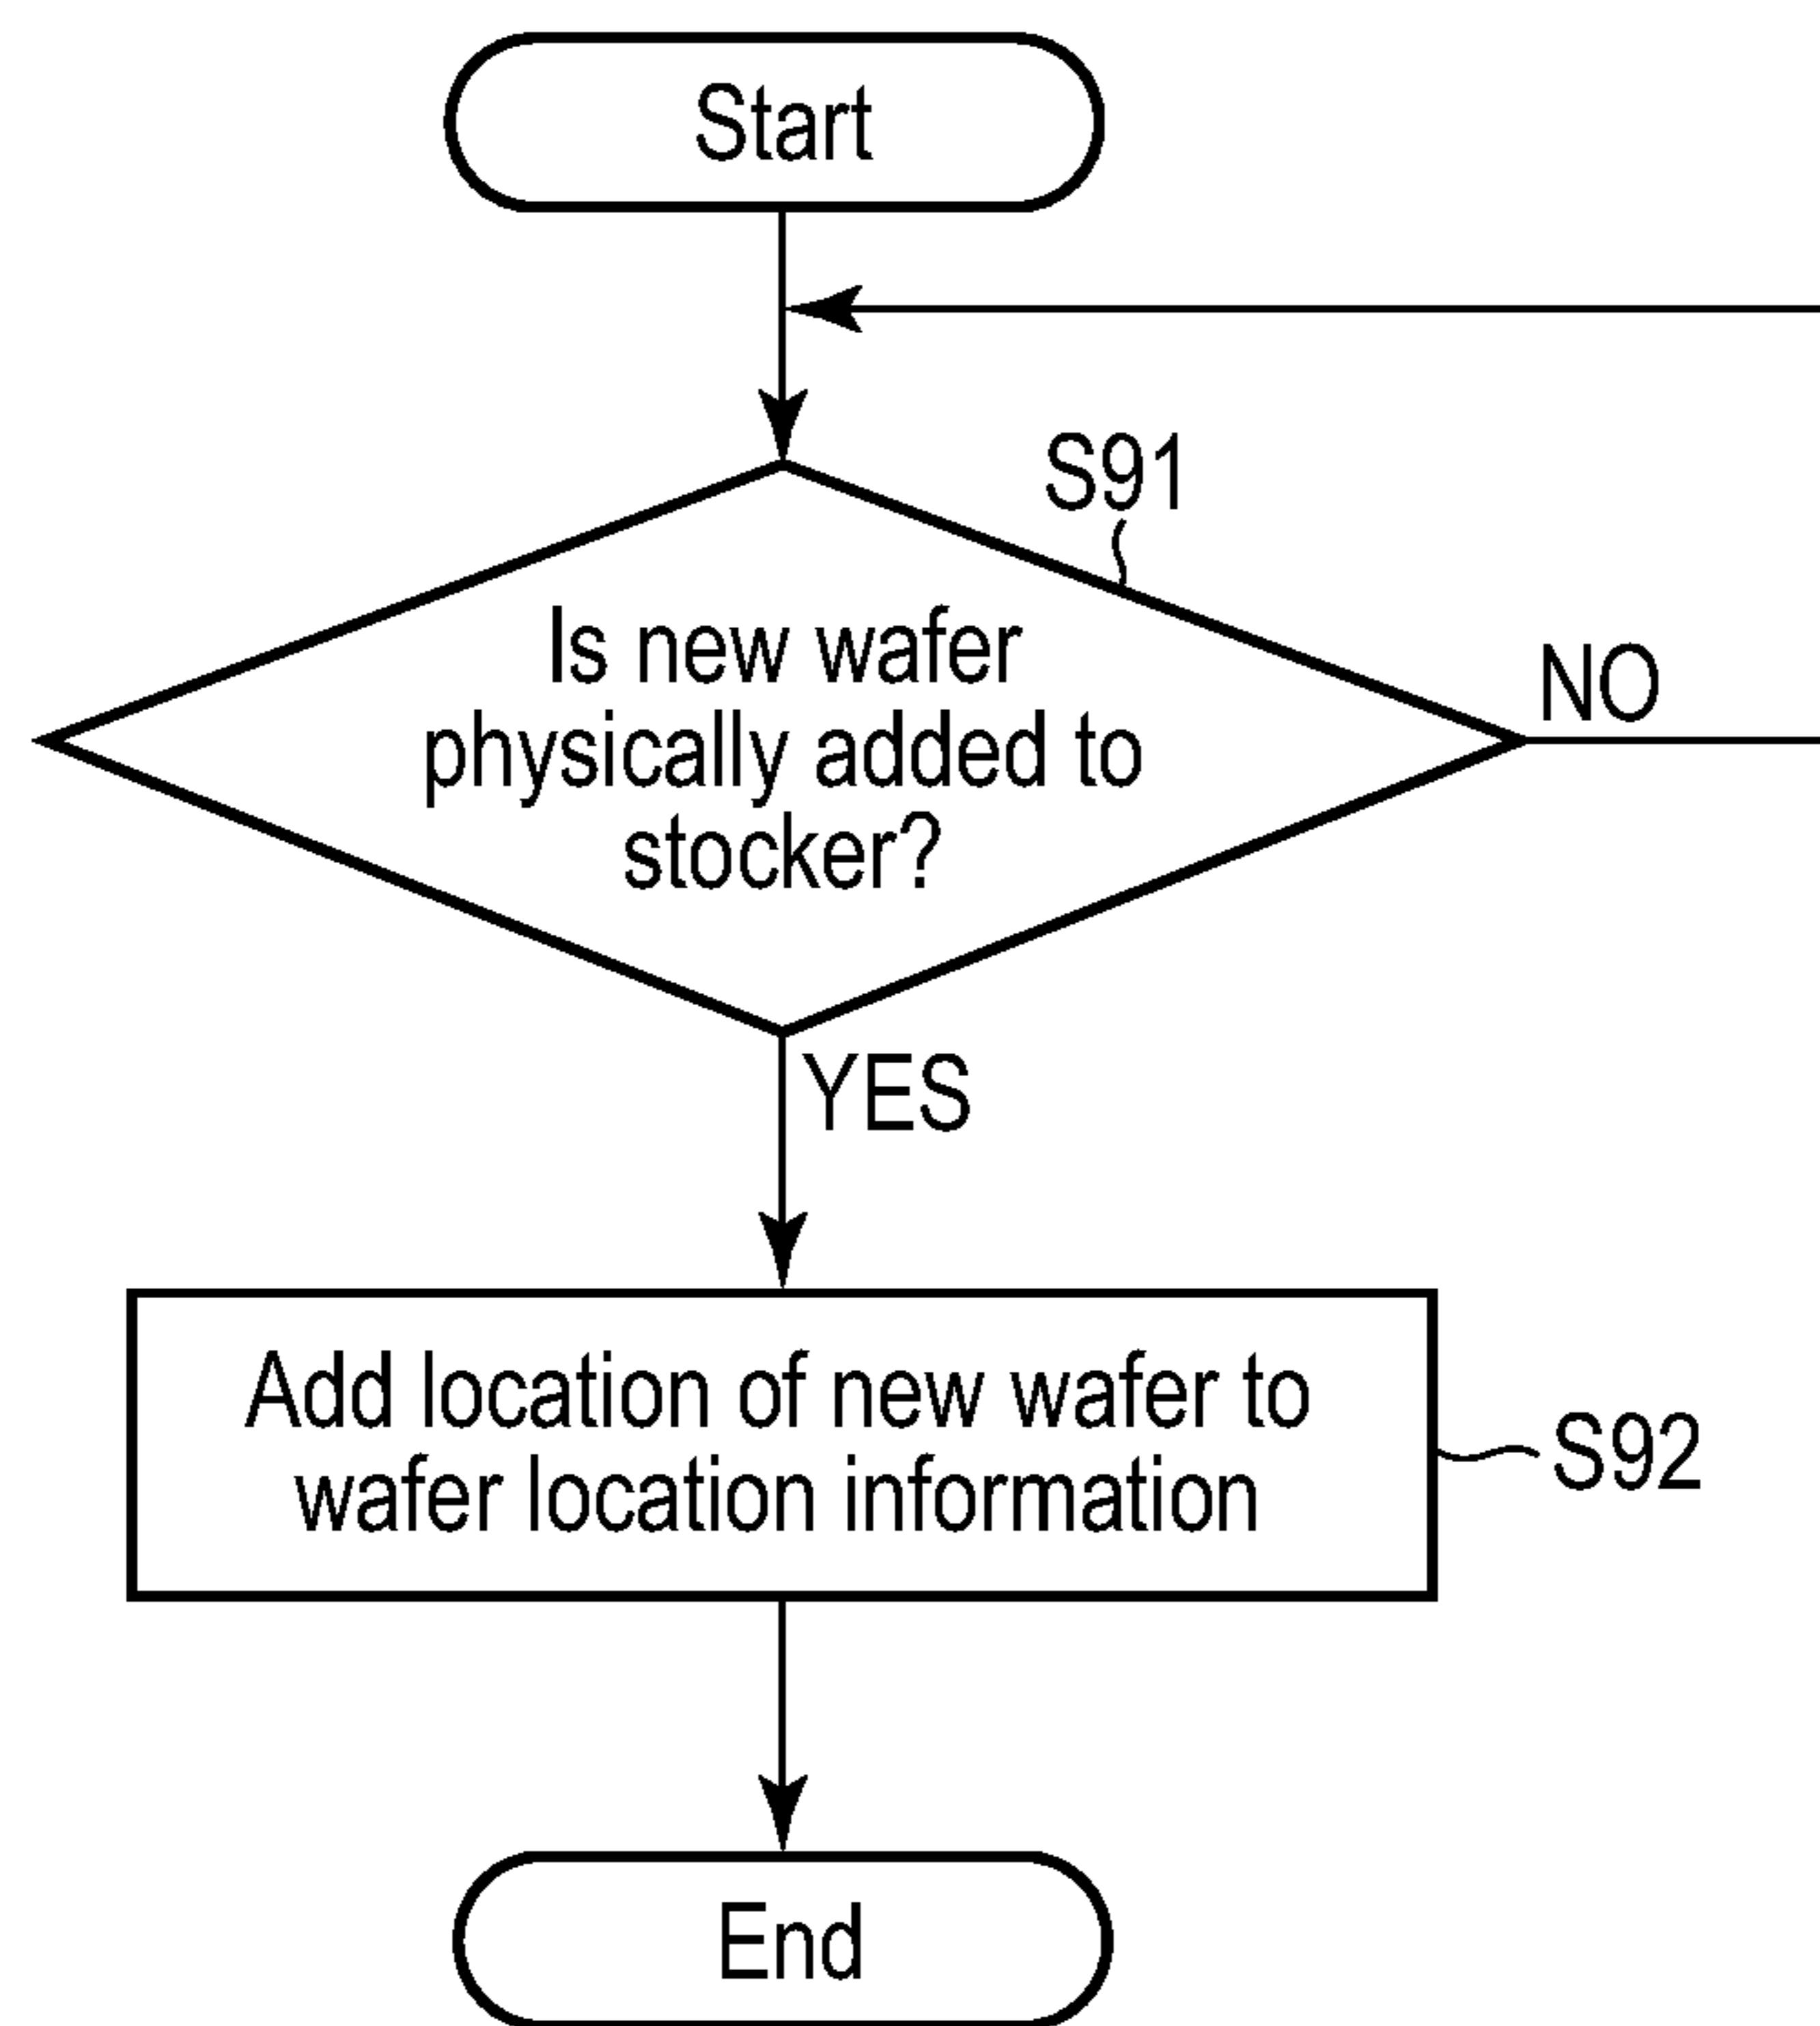 Start
S91
Is new wafer
physically added to
stocker?
NO
YES
Add location of new wafer to
wafer location information
S92
End